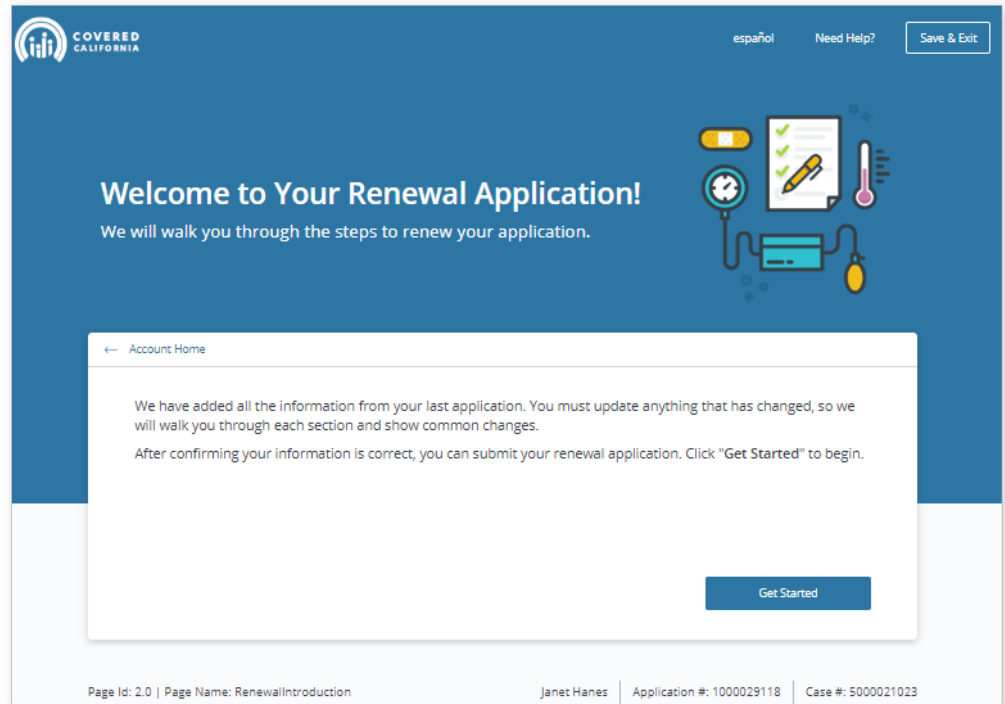 COVERED
CALIFORNIA
español Need Help? Save & Exit
Welcome to Your Renewal Application!
We will walk you through the steps to renew your application.
← Account Home
We have added all the information from your last application. You must update anything that has changed, so we
will walk you through each section and show common changes.
After confirming your information is correct, you can submit your renewal application. Click "Get Started" to begin.
Get Started
Page Id: 2.0 | Page Name: RenewalIntroduction Janet Hanes Application #: 1000029118 Case #: 5000021023